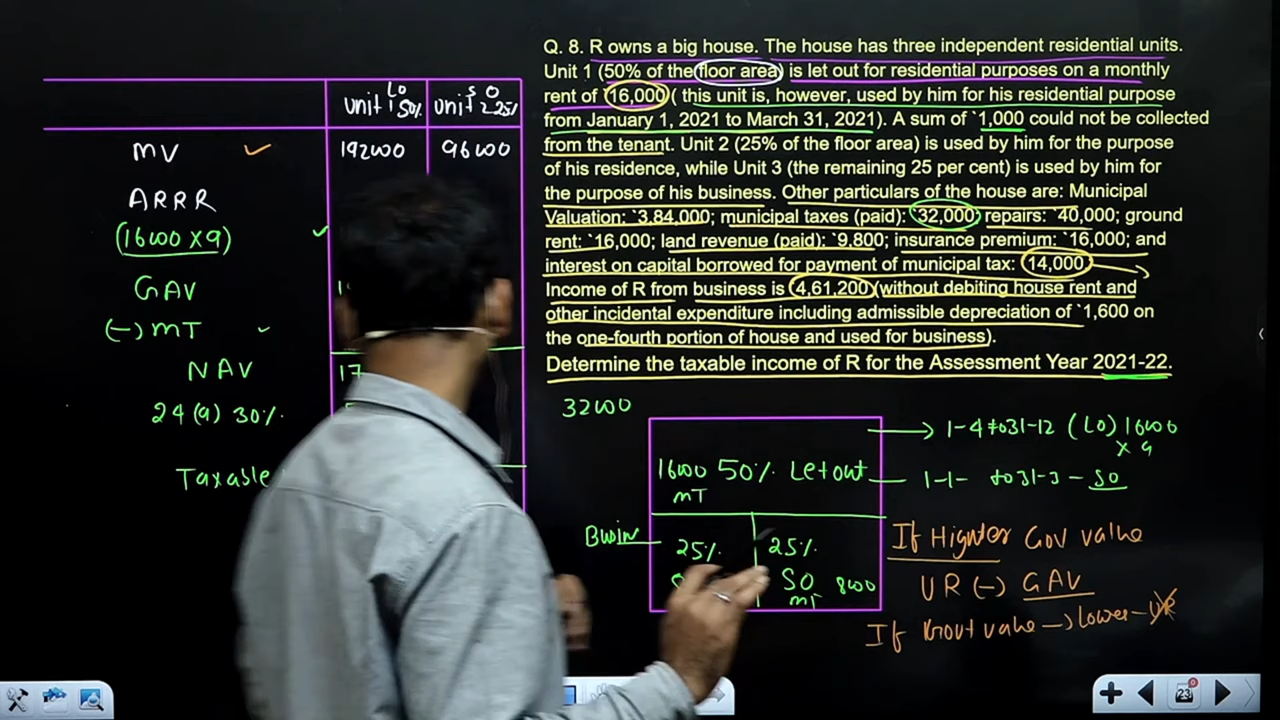 Q. 8. R owns a big house. The house has three independent residential units.
Unit 1 (50% of the floor area) is let out for residential purposes on a monthly
rent of `16,000 ( this unit is, however, used by him for his residential purpose
from January 1, 2021 to March 31, 2021). A sum of `1,000 could not be collected
from the tenant. Unit 2 (25% of the floor area) is used by him for the purpose
of his residence, while Unit 3 (the remaining 25 per cent) is used by him for
the purpose of his business. Other particulars of the house are: Municipal
Valuation: `3,84,000; municipal taxes (paid): `32,000; repairs: `40,000; ground
rent: `16,000; land revenue (paid): `9,800; insurance premium: `16,000; and
interest on capital borrowed for payment of municipal tax: `14,000
Income of R from business is `4,61,200 (without debiting house rent and
other incidental expenditure including admissible depreciation of `1,600 on
the one-fourth portion of house and used for business).
Determine the taxable income of R for the Assessment Year 2021-22.
LO SO
unit 1 50% unit 2 25%
MV 192000 96000
ARRR
(16000 X 9)
GAV
(-) MT
NAV 17
24 (a) 30%.
Taxable
32000
1-4 to 31-12 (LO) 16000
X 9
16000 50% Let out 1-1- to 31-3 - SO
MT
Busin 25% 25%
SO
MT 8000
If Higher Gov value
UR (-) GAV
If Gov value → lower - UR
23